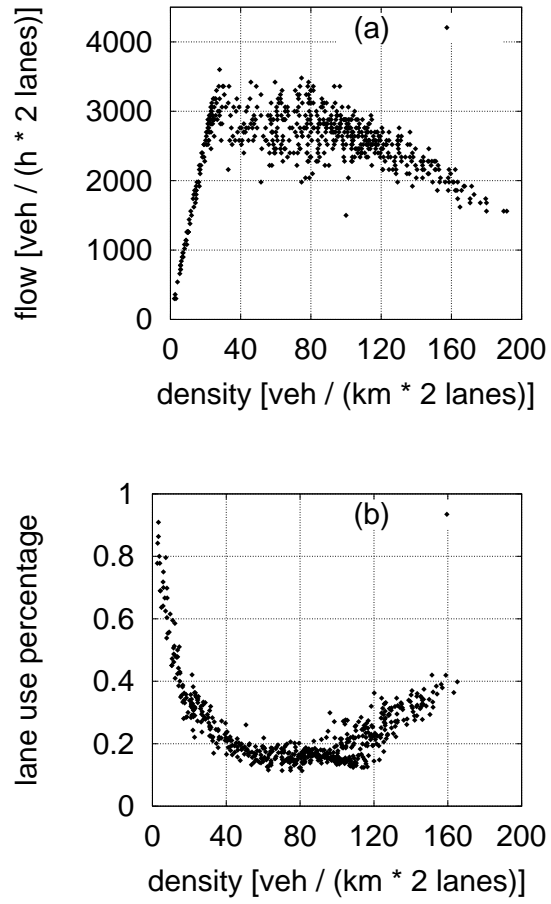 (a)
flow [veh / (h * 2 lanes)]
4000
3000
2000
1000
0
0 40 80 120 160 200
density [veh / (km * 2 lanes)]
(b)
lane use percentage
1
0.8
0.6
0.4
0.2
0
0 40 80 120 160 200
density [veh / (km * 2 lanes)]